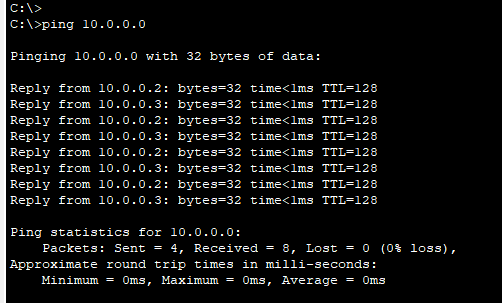 C:\>
C:\>ping 10.0.0.0
Pinging 10.0.0.0 with 32 bytes of data:
Reply from 10.0.0.2: bytes=32 time<1ms TTL=128
Reply from 10.0.0.3: bytes=32 time<1ms TTL=128
Reply from 10.0.0.2: bytes=32 time<1ms TTL=128
Reply from 10.0.0.3: bytes=32 time<1ms TTL=128
Reply from 10.0.0.2: bytes=32 time<1ms TTL=128
Reply from 10.0.0.3: bytes=32 time<1ms TTL=128
Reply from 10.0.0.2: bytes=32 time<1ms TTL=128
Reply from 10.0.0.3: bytes=32 time<1ms TTL=128
Ping statistics for 10.0.0.0:
    Packets: Sent = 4, Received = 8, Lost = 0 (0% loss),
Approximate round trip times in milli-seconds:
    Minimum = 0ms, Maximum = 0ms, Average = 0ms